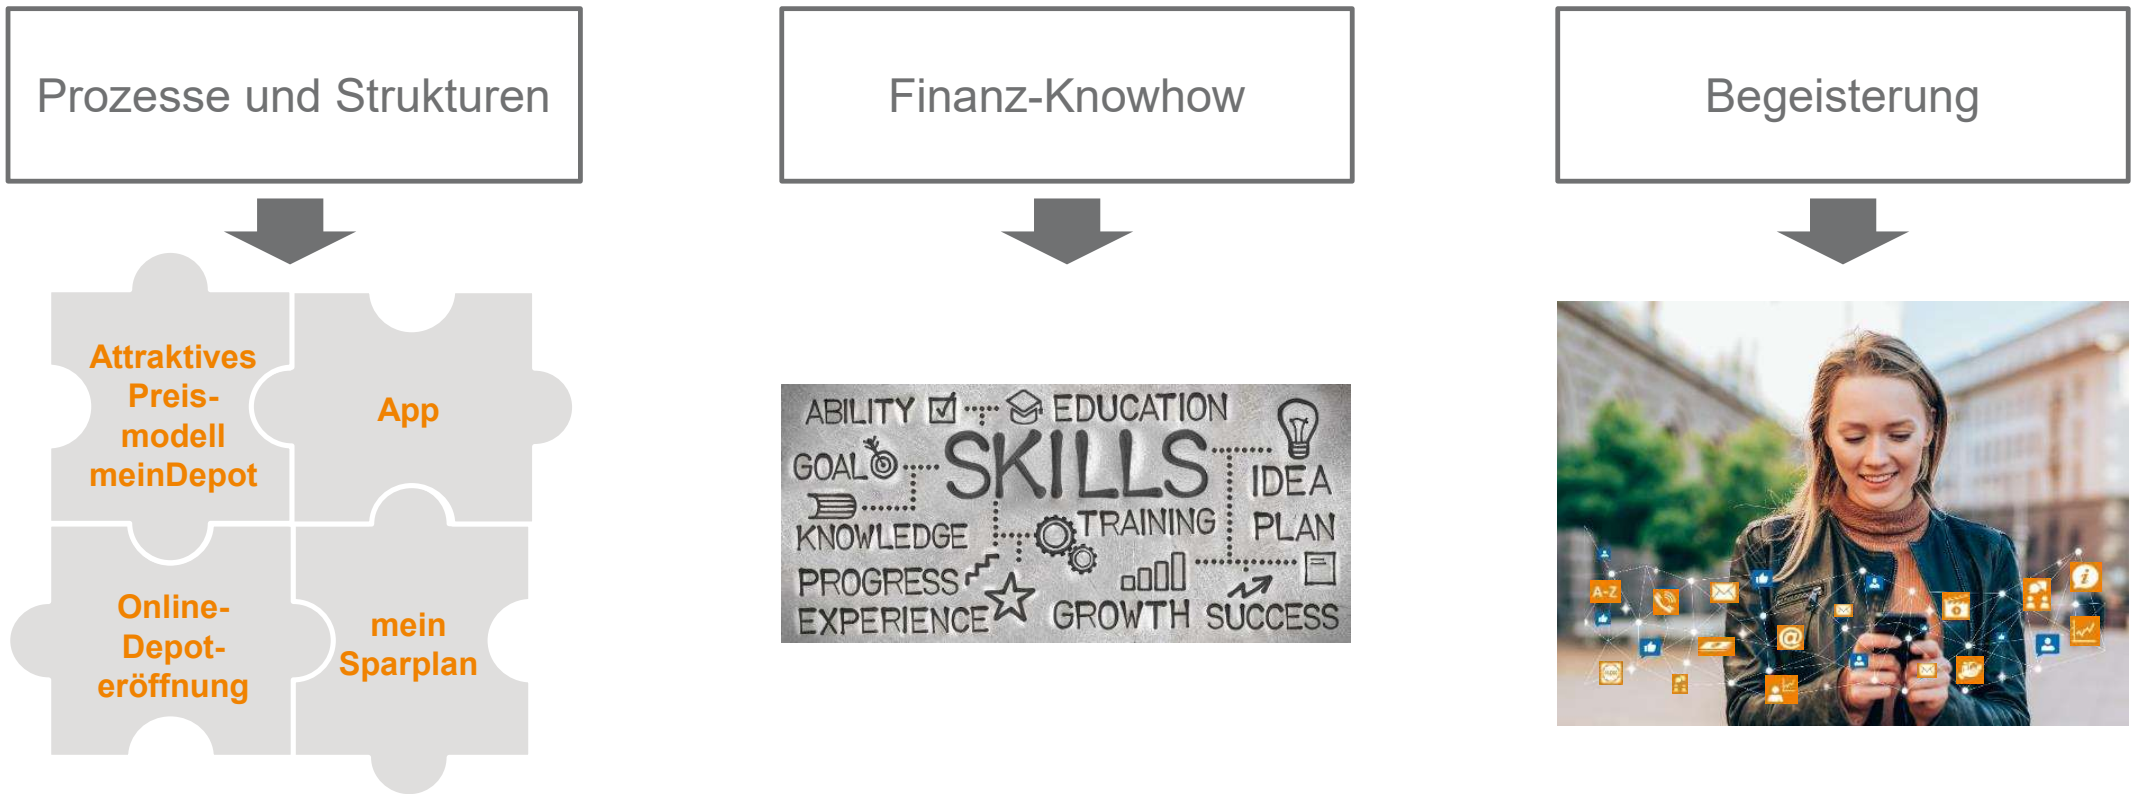 Prozesse und Strukturen
Finanz-Knowhow
Begeisterung
Attraktives
Preis-
modell
meinDepot
App
Online-
Depot-
eröffnung
mein
Sparplan
ABILITY
EDUCATION
GOAL
SKILLS
IDEA
KNOWLEDGE
TRAINING
PLAN
PROGRESS
EXPERIENCE
GROWTH
SUCCESS
A-Z
@
i